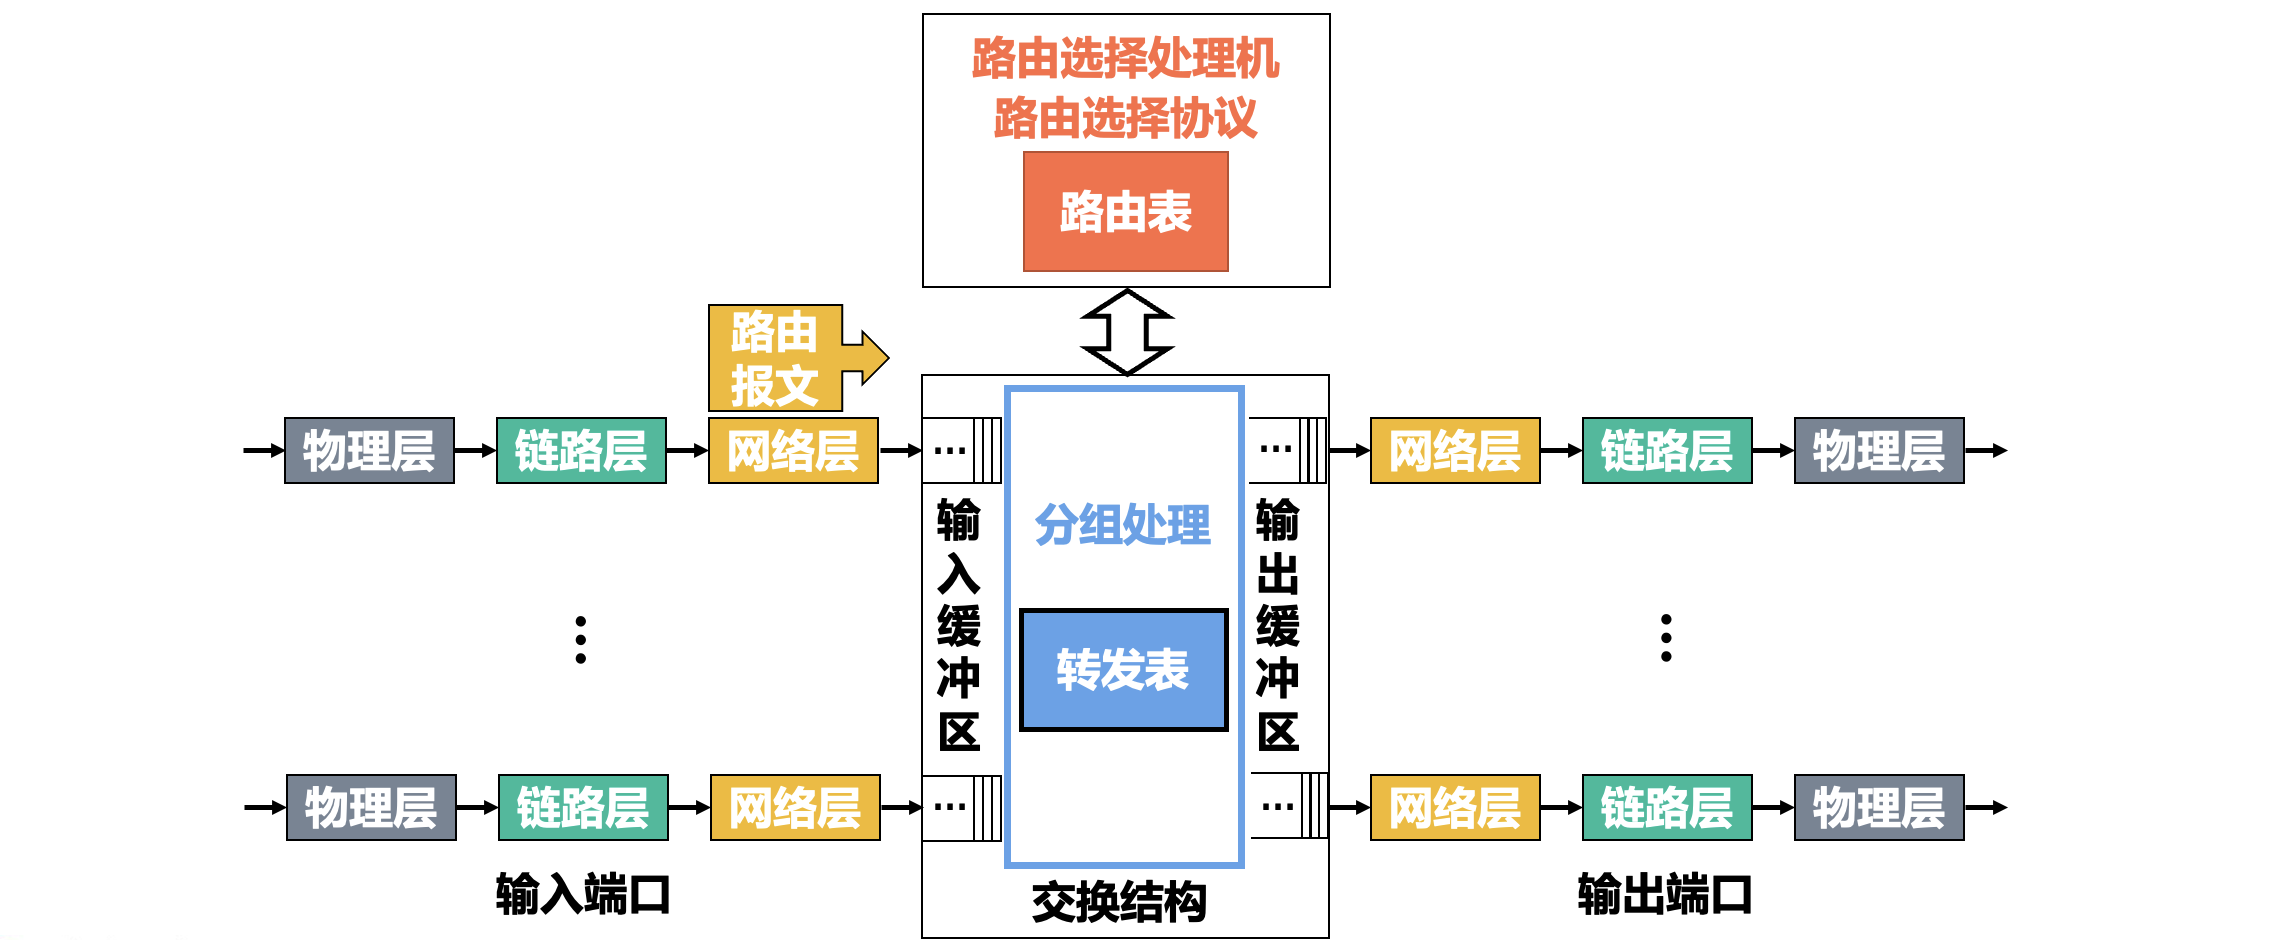 路由选择处理机
路由选择协议
路由表
路由
报文
物理层
链路层
网络层
...
...
网络层
链路层
物理层
输入缓冲区
分组处理
转发表
输出缓冲区
物理层
链路层
网络层
...
...
网络层
链路层
物理层
输入端口
交换结构
输出端口